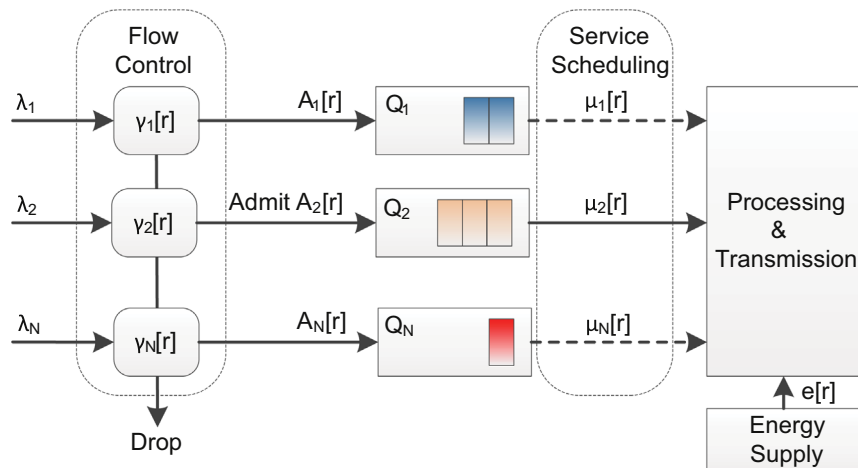 Flow
Control
Service
Scheduling
λ1
γ1[r]
A1[r]
Q1
μ1[r]
λ2
γ2[r]
Admit A2[r]
Q2
μ2[r]
Processing
&
Transmission
λN
γN[r]
AN[r]
QN
μN[r]
Drop
e[r]
Energy
Supply